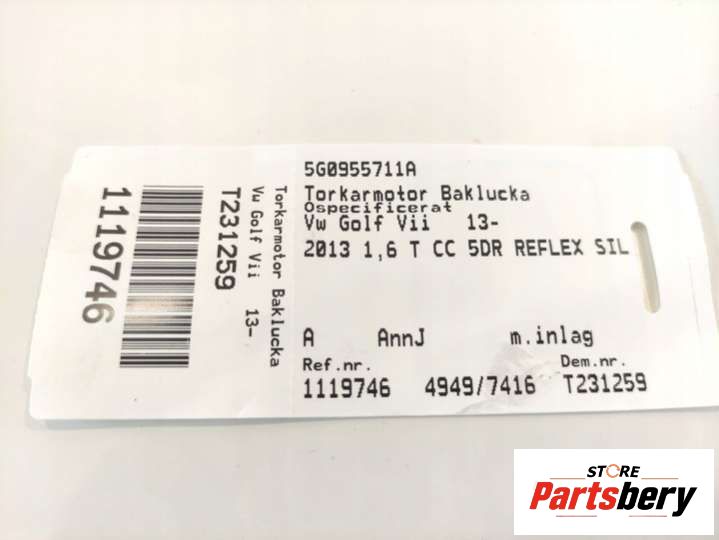 1119746
T231259
Vw Golf Vii 13-
Torkarmotor Baklucka
5G0955711A
Torkarmotor Baklucka
Ospecificerat
Vw Golf Vii 13-
2013 1,6 T CC 5DR REFLEX SIL
A AnnJ m.inlag
Ref.nr. Dem.nr.
1119746 4949/7416 T231259
STORE
Partsbery